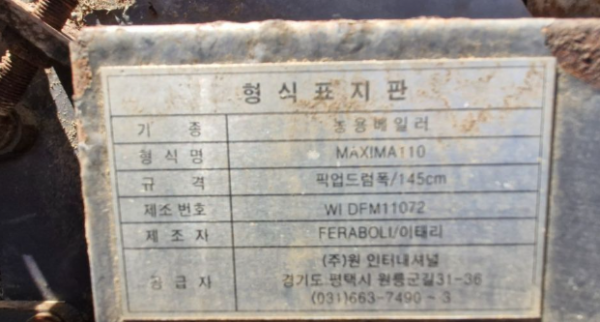 형식표지판
기 종 농용베일러
형식명 MAXIMA110
규 격 픽업드럼폭/145cm
제조번호 WI DFM11072
제 조 자 FERABOLI/이태리
공급자 (주)원 인터내셔널
경기도 평택시 원릉군길31-36
(031)663-7490 ~ 3